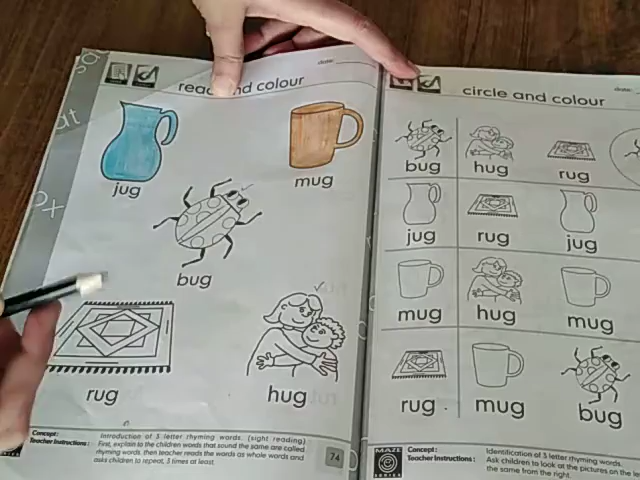 date:
colour
jug
mug
bug
rug
hug
Concept: Introduction of 3 letter rhyming words. (sight reading)
Teacher Instructions: First, explain to the children words that sound the same are called
rhyming words. then teacher reads the words as whole words and
asks children to repeat, 3 times at least.
74
date:
circle and colour
bug hug rug
jug rug jug
mug hug mug
rug mug bug
MAZE
SERIES
Concept: Identification of 3 letter rhyming words.
Teacher Instructions: Ask children to look at the pictures on the
the same from the right.